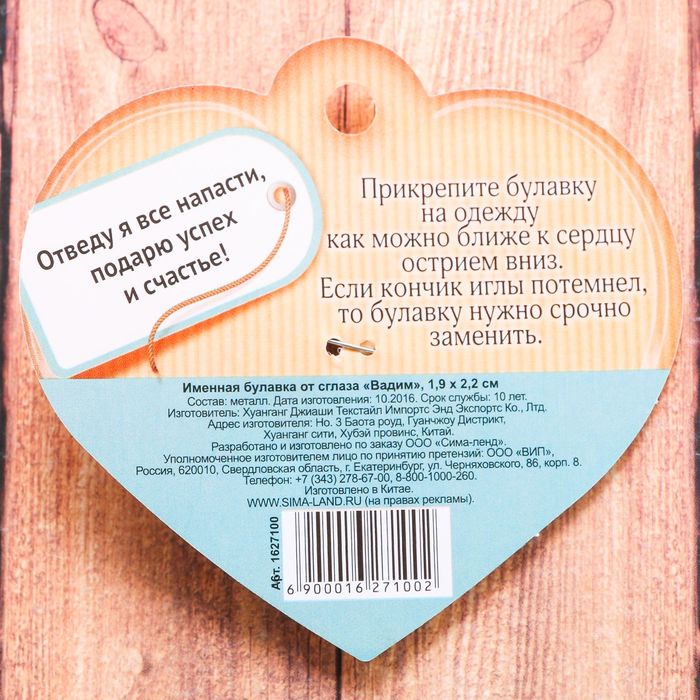 Отведу я все напасти,
подарю успех
и счастье!
Прикрепите булавку
на одежду
как можно ближе к сердцу
острием вниз.
Если кончик иглы потемнел,
то булавку нужно срочно
заменить.
Именная булавка от сглаза «Вадим», 1,9 х 2,2 см
Состав: металл. Дата изготовления: 10.2016. Срок службы: 10 лет.
Изготовитель: Хуанганг Джиаши Текстайл Импортс Энд Экспортс Ко., Лтд.
Адрес изготовителя: Но. 3 Баота роуд, Гуанчжоу Дистрикт,
Хуанганг сити, Хубэй провинс, Китай.
Разработано и изготовлено по заказу ООО «Сима-ленд».
Уполномоченное изготовителем лицо по принятию претензий: ООО «ВИП»,
Россия, 620010, Свердловская область, г. Екатеринбург, ул. Черняховского, 86, корп. 8.
Телефон: +7 (343) 278-67-00, 8-800-1000-260.
Изготовлено в Китае.
WWW.SIMA-LAND.RU (на правах рекламы).
Арт. 1627100
6 900016 271002